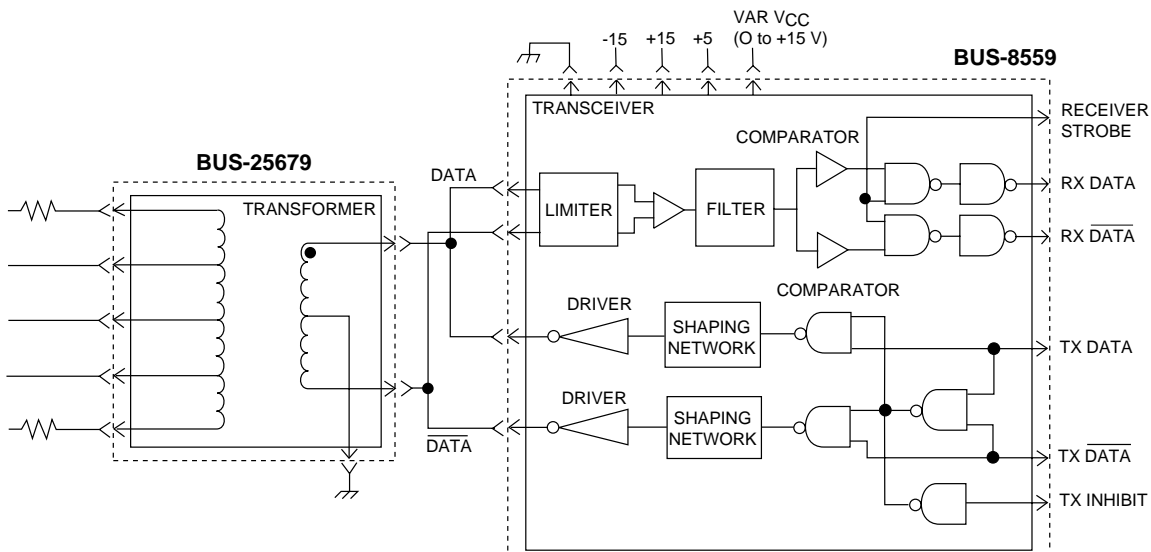 VAR VCC
(O to +15 V)
-15
+15
+5
BUS-8559
TRANSCEIVER
RECEIVER
STROBE
COMPARATOR
BUS-25679
DATA
TRANSFORMER
LIMITER
FILTER
RX DATA
RX DATA
COMPARATOR
DRIVER
SHAPING
NETWORK
TX DATA
DRIVER
SHAPING
NETWORK
DATA
TX DATA
TX INHIBIT